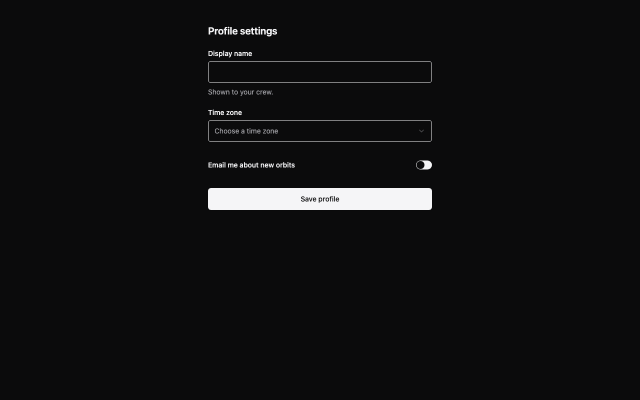 Profile settings
Display name
Shown to your crew.
Time zone
Choose a time zone
Email me about new orbits
Save profile